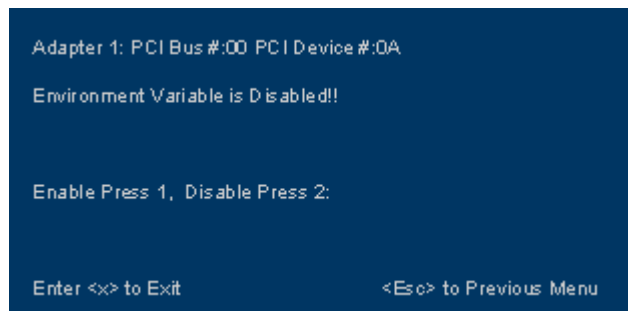 Adapter 1: PCI Bus #:00 PCI Device #:0A
Environment Variable is Disabled!!
Enable Press 1, Disable Press 2:
Enter <x> to Exit <Esc> to Previous Menu